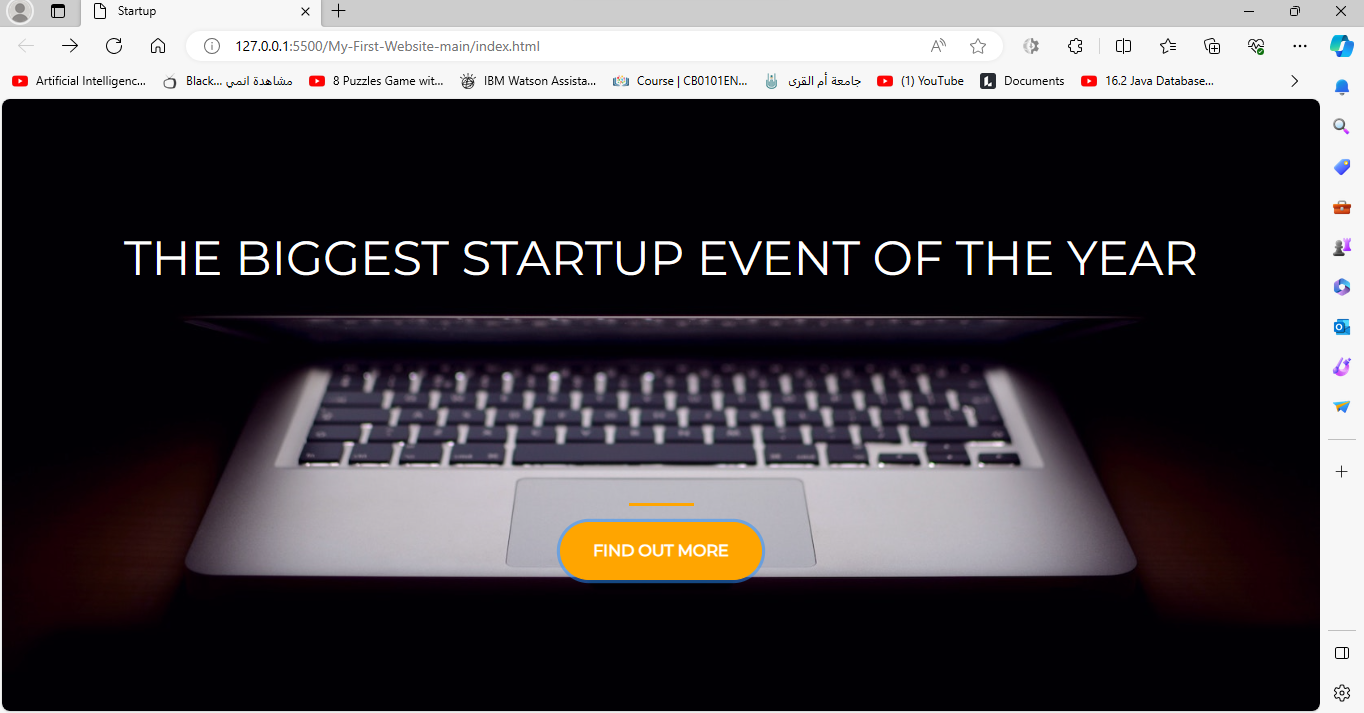 Startup
127.0.0.1:5500/My-First-Website-main/index.html
Artificial Intelligenc...
Black... مشاهدة انمي
8 Puzzles Game wit...
IBM Watson Assista...
Course | CB0101EN...
جامعة أم القرى
(1) YouTube
Documents
16.2 Java Database...
THE BIGGEST STARTUP EVENT OF THE YEAR
FIND OUT MORE